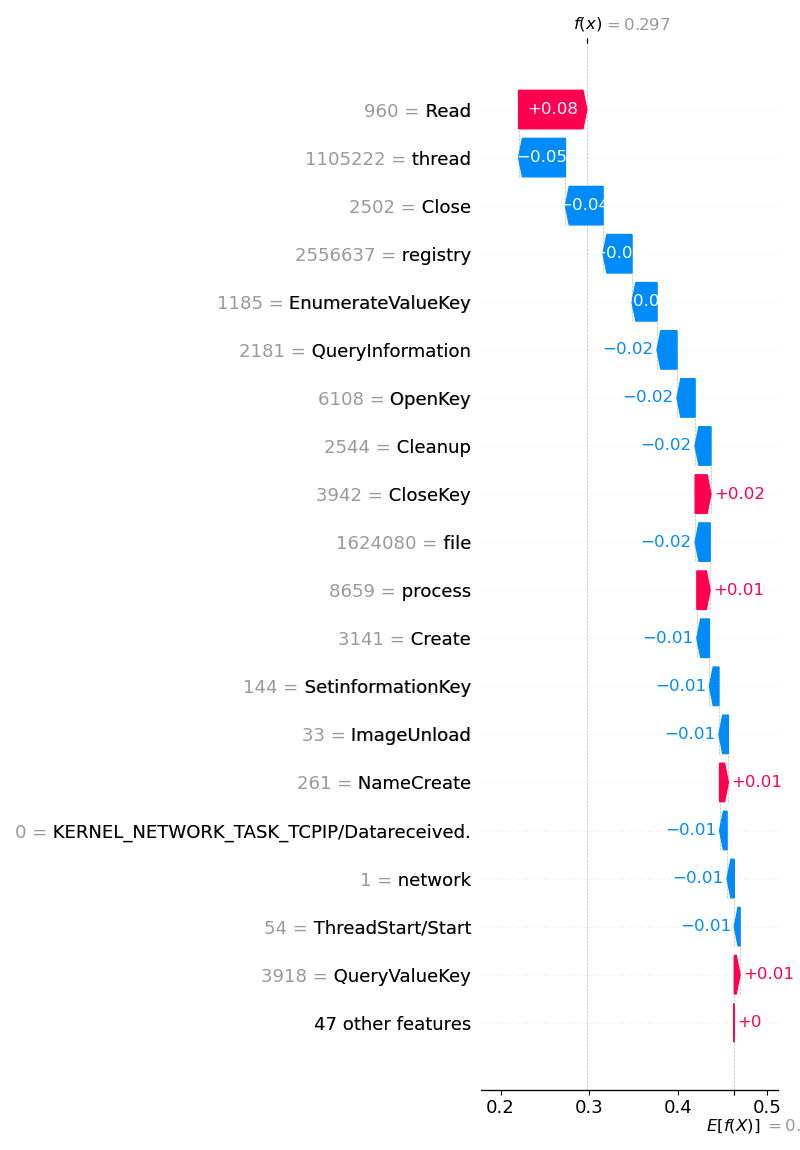 f(x) = 0.297
960 = Read +0.08
1105222 = thread −0.05
2502 = Close −0.04
2556637 = registry −0.0
1185 = EnumerateValueKey 0.0
2181 = QueryInformation −0.02
6108 = OpenKey −0.02
2544 = Cleanup −0.02
3942 = CloseKey +0.02
1624080 = file −0.02
8659 = process +0.01
3141 = Create −0.01
144 = SetinformationKey −0.01
33 = ImageUnload −0.01
261 = NameCreate +0.01
0 = KERNEL_NETWORK_TASK_TCPIP/Datareceived. −0.01
1 = network −0.01
54 = ThreadStart/Start −0.01
3918 = QueryValueKey +0.01
47 other features +0
0.2 0.3 0.4 0.5
E[f(X)] = 0.